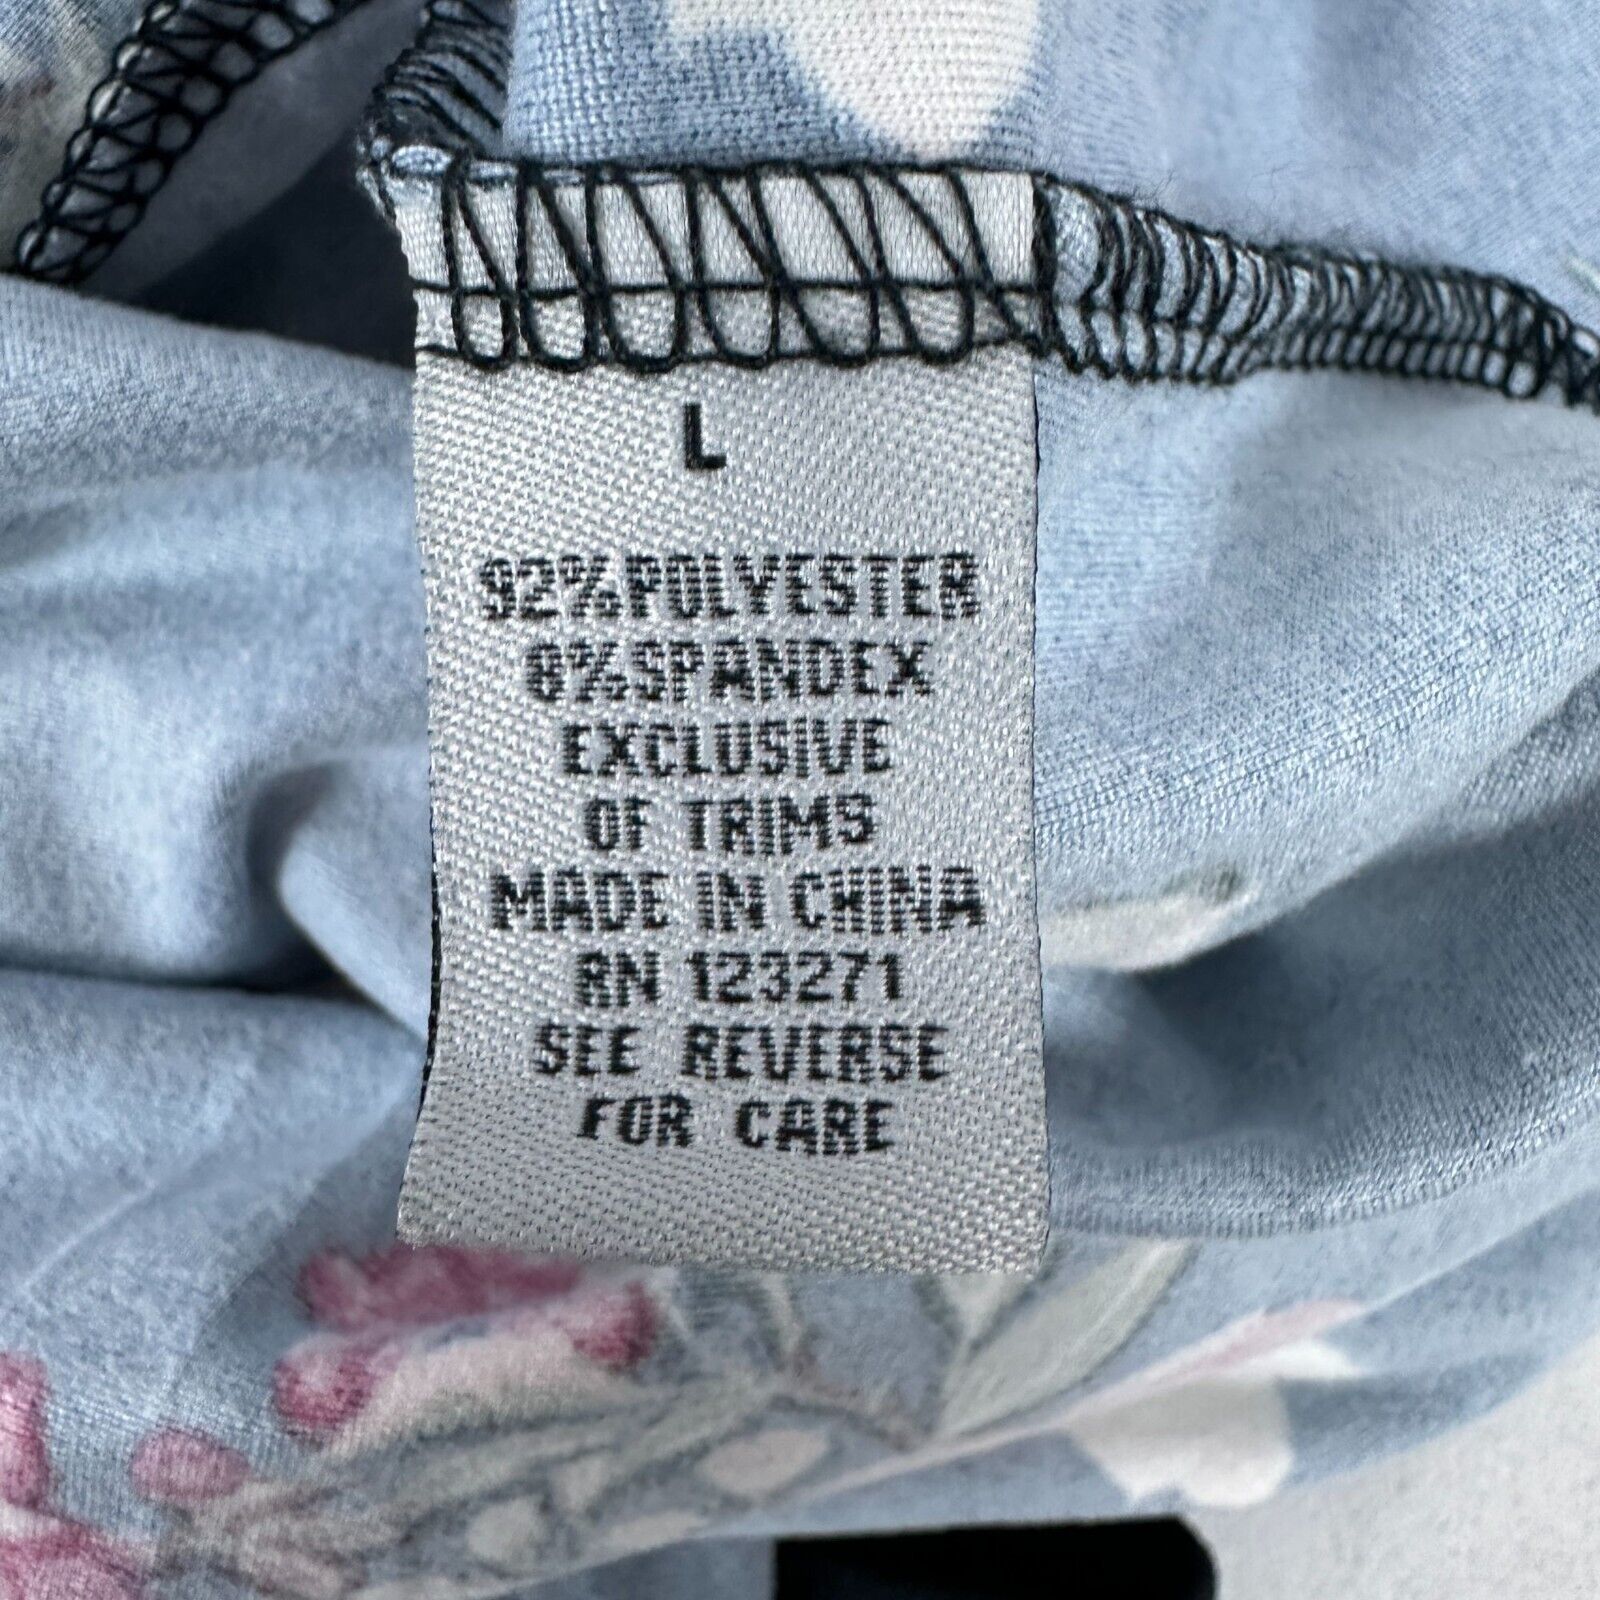 L
92%POLYESTER
8%SPANDEX
EXCLUSIVE
OF TRIMS
MADE IN CHINA
RN 123271
SEE REVERSE
FOR CARE